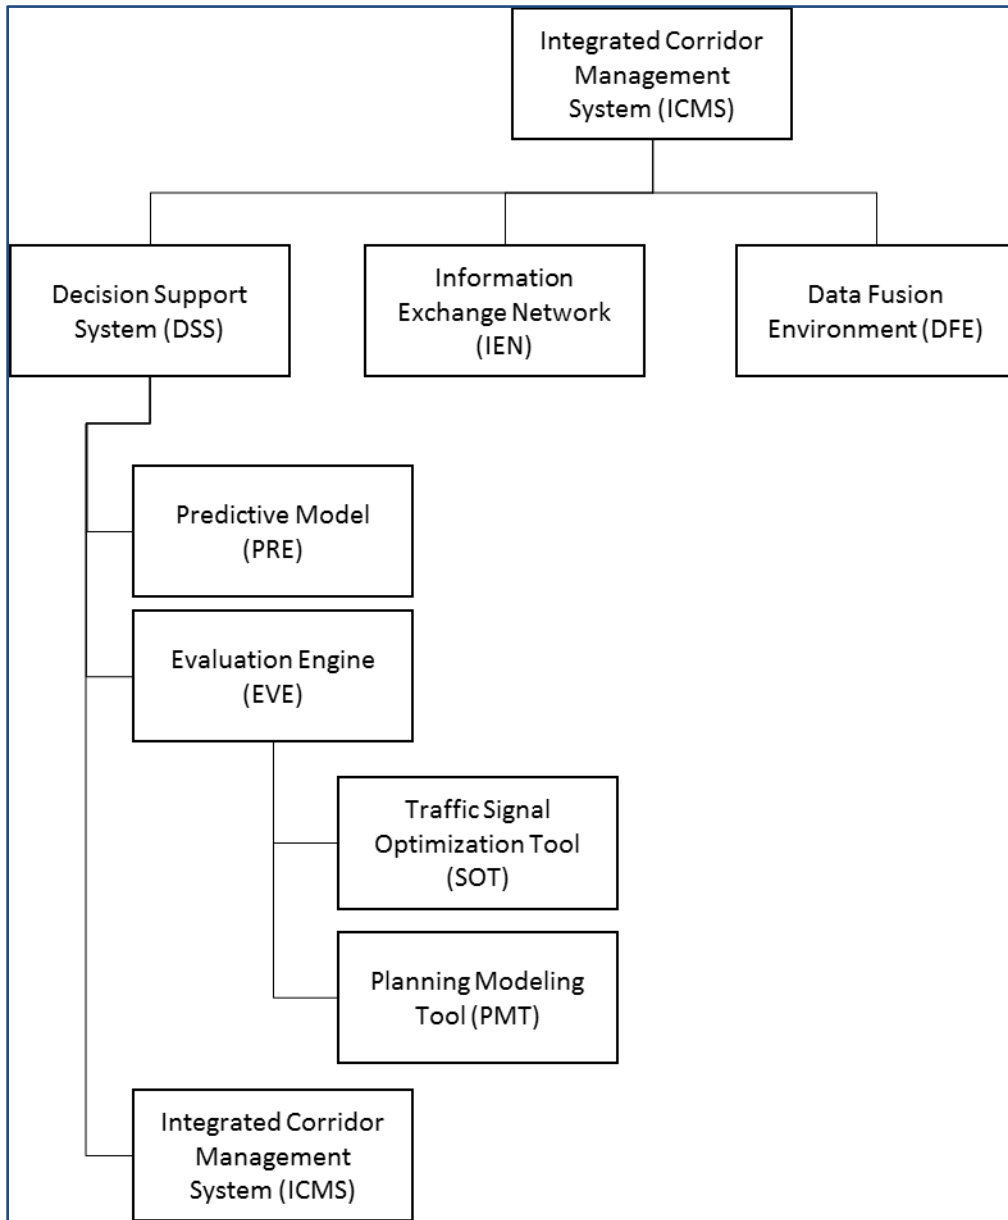 Integrated Corridor
Management
System (ICMS)
Decision Support
System (DSS)
Information
Exchange Network
(IEN)
Data Fusion
Environment (DFE)
Predictive Model
(PRE)
Evaluation Engine
(EVE)
Traffic Signal
Optimization Tool
(SOT)
Planning Modeling
Tool (PMT)
Integrated Corridor
Management
System (ICMS)